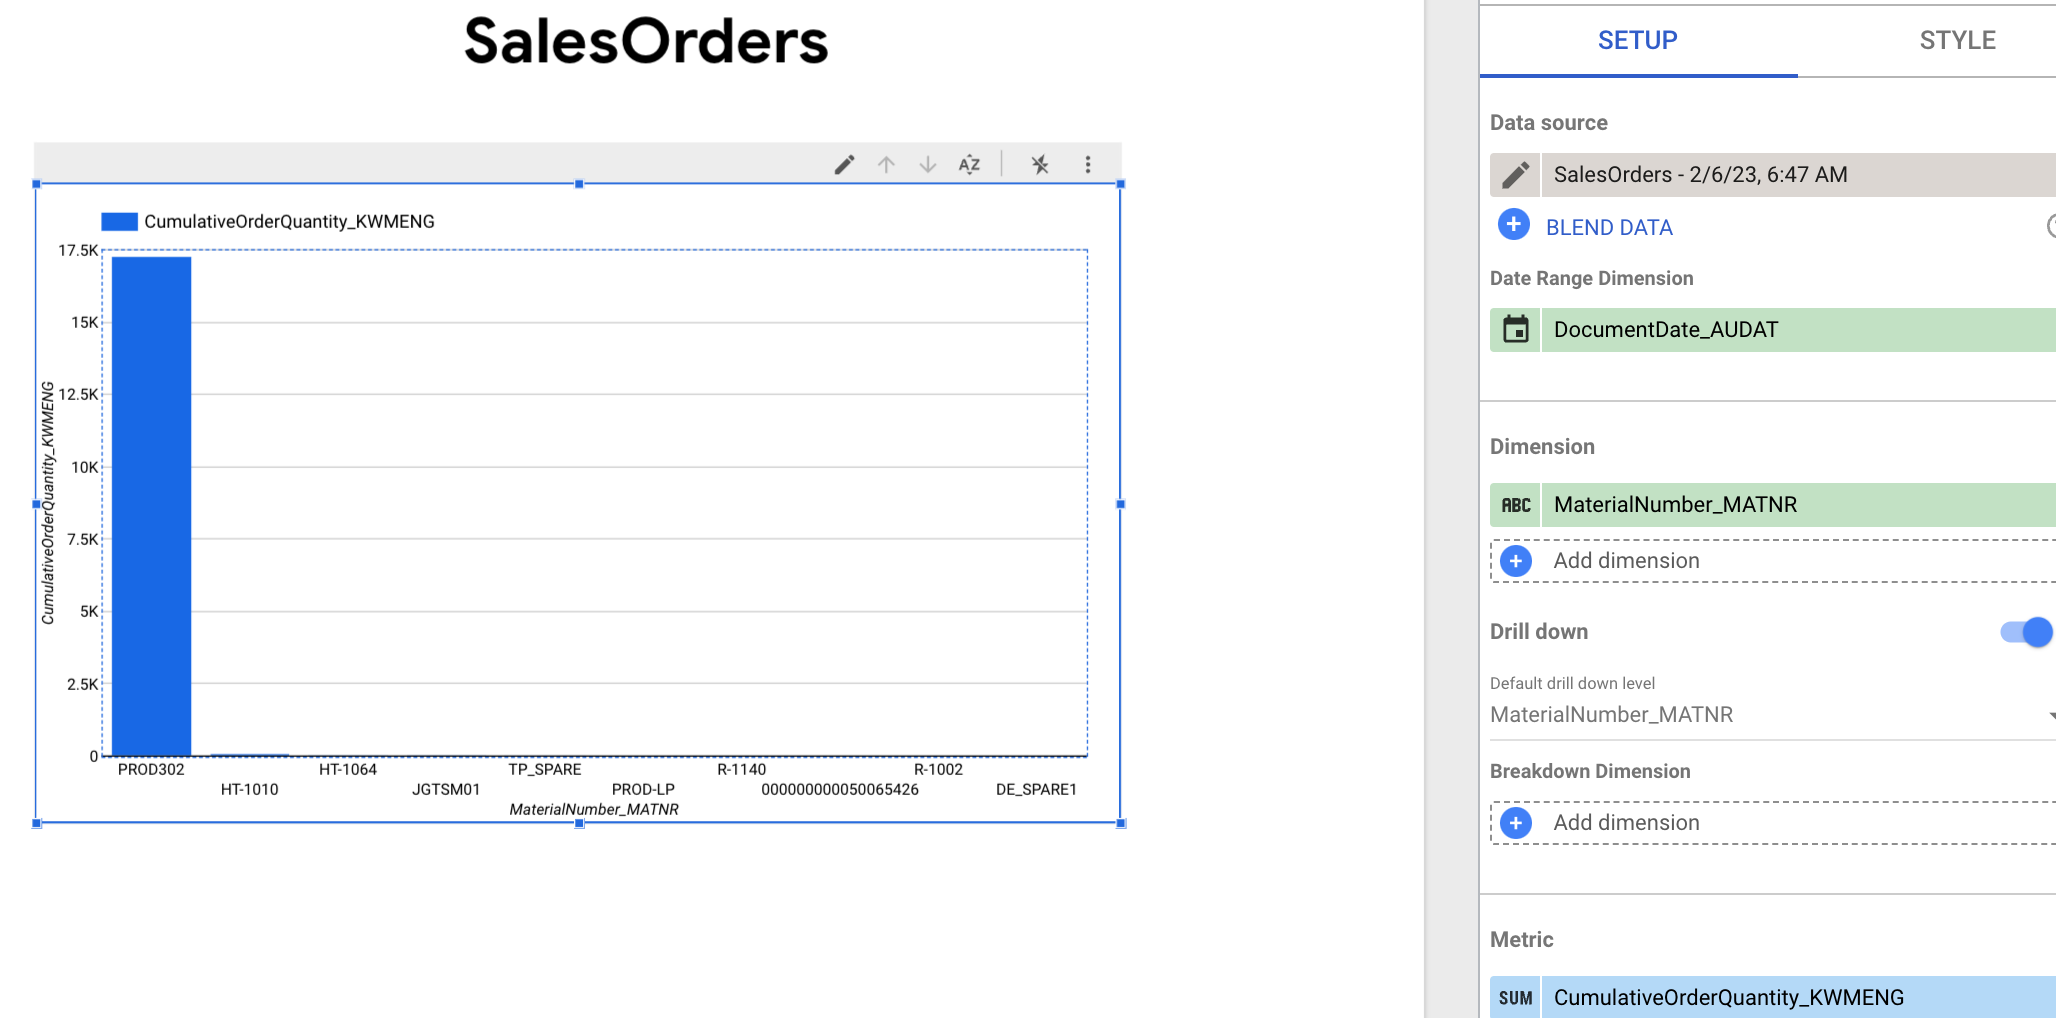 SalesOrders
CumulativeOrderQuantity_KWMENG
17.5K
15K
12.5K
10K
7.5K
5K
2.5K
0
CumulativeOrderQuantity_KWMENG
PROD302 HT-1064 TP_SPARE R-1140 R-1002
HT-1010 JGTSM01 PROD-LP 000000000050065426 DE_SPARE1
MaterialNumber_MATNR
SETUP STYLE
Data source
SalesOrders - 2/6/23, 6:47 AM
BLEND DATA
Date Range Dimension
DocumentDate_AUDAT
Dimension
ABC MaterialNumber_MATNR
Add dimension
Drill down
Default drill down level
MaterialNumber_MATNR
Breakdown Dimension
Add dimension
Metric
SUM CumulativeOrderQuantity_KWMENG